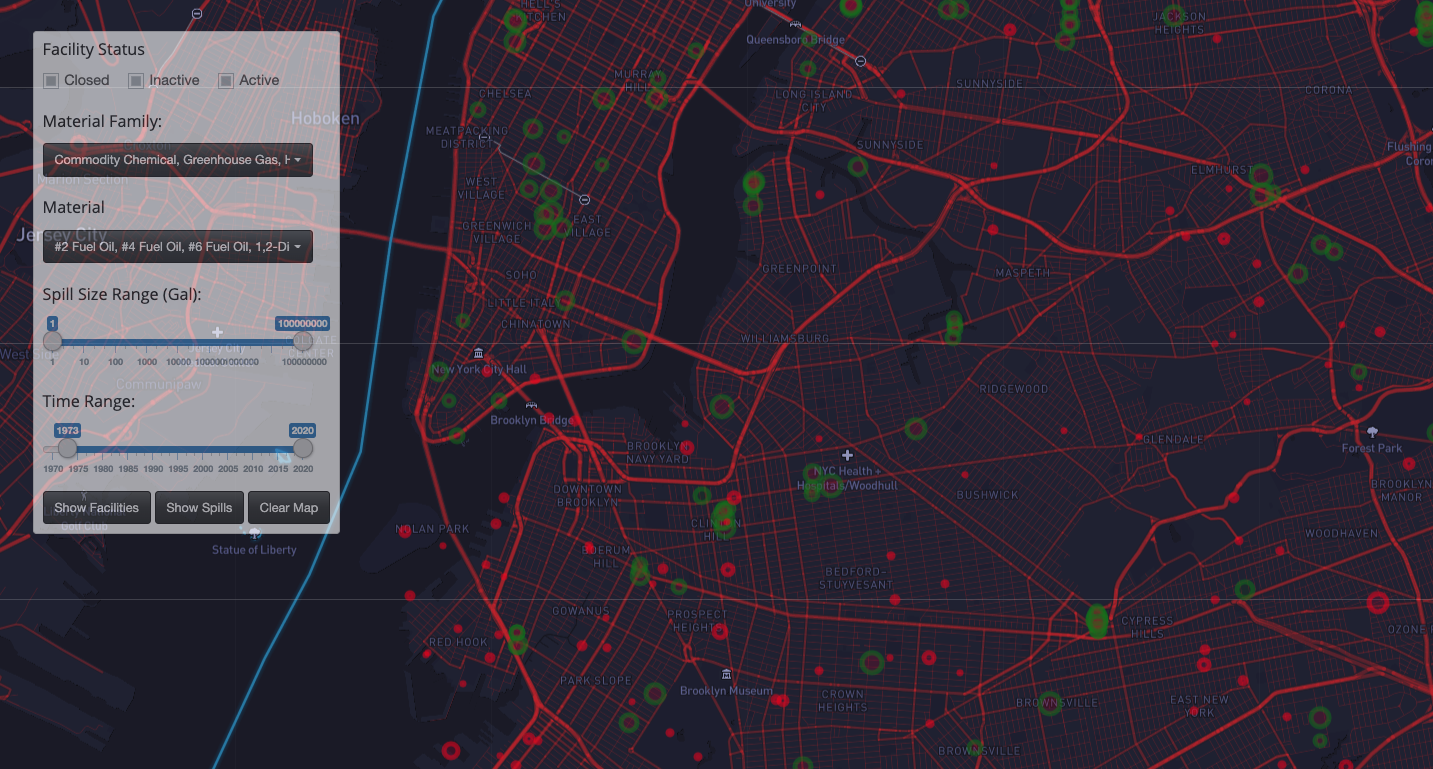 Facility Status
Closed Inactive Active
Material Family:
Commodity Chemical, Greenhouse Gas, H
Marion Section
Material
Jersey City
#2 Fuel Oil, #4 Fuel Oil, #6 Fuel Oil, 1,2-Di
Spill Size Range (Gal):
1 100000000
Jersey City
West Side
1 10 100 1000 10000 100000 1000000 100000000
Communipaw
Time Range:
1973 2020
1970 1975 1980 1985 1990 1995 2000 2005 2010 2015 2020
Show Facilities Show Spills Clear Map
Golf Club
Statue of Liberty
Hoboken
HELL'S
KITCHEN
University
Queensboro Bridge
JACKSON
HEIGHTS
MURRAY
HILL
CHELSEA
LONG ISLAND
CITY
SUNNYSIDE
CORONA
MEATPACKING
DISTRICT
SUNNYSIDE
Flushing
Coro
ELMHURST
WEST
VILLAGE
GREENWICH
VILLAGE
EAST
VILLAGE
SOHO
GREENPOINT
MASPETH
LITTLE ITALY
CHINATOWN
WILLIAMSBURG
New York City Hall
RIDGEWOOD
Brooklyn Bridge
GLENDALE
Forest Park
BROOKLYN
NAVY YARD
NYC Health +
Hospitals/Woodhull
BROOKLYN
MANOR
DOWNTOWN
BROOKLYN
BUSHWICK
NOLAN PARK
CLINTON
HILL
WOODHAVEN
BOERUM
HILL
BEDFORD-
STUYVESANT
GOWANUS
PROSPECT
HEIGHTS
CYPRESS
HILLS
OZONE
RED HOOK
PARK SLOPE
Brooklyn Museum
CROWN
HEIGHTS
BROWNSVILLE
EAST NEW
YORK
BROWNSVILLE